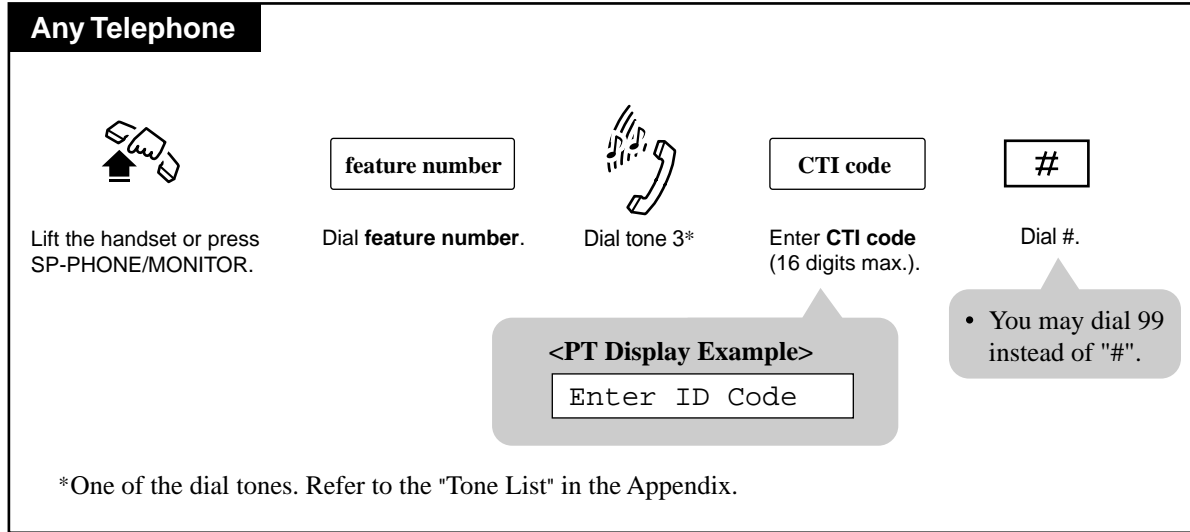 Any Telephone
feature number
CTI code
#
Lift the handset or press
SP-PHONE/MONITOR.
Dial feature number.
Dial tone 3*
Enter CTI code
(16 digits max.).
Dial #.
<PT Display Example>
Enter ID Code
• You may dial 99
instead of "#".
*One of the dial tones. Refer to the "Tone List" in the Appendix.